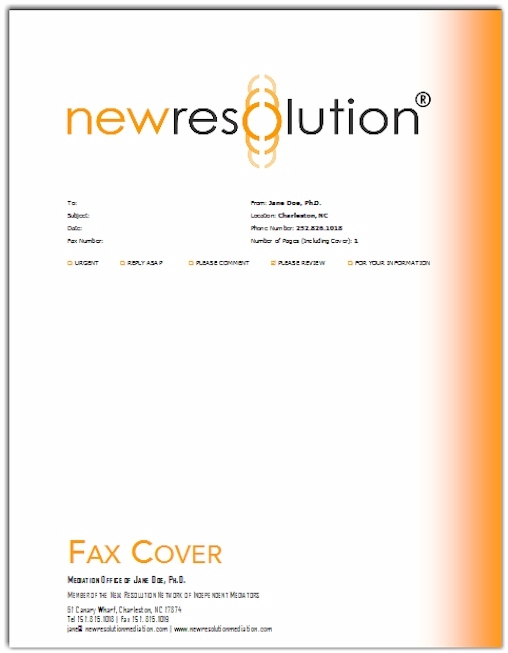 newresolution®
To:
From: Jane Doe, Ph.D.
Subject:
Location: Charleston, NC
Date:
Phone Number: 252.826.1018
Fax Number:
Number of Pages (Including Cover): 1
URGENT REPLY ASAP PLEASE COMMENT PLEASE REVIEW FOR YOUR INFORMATION
FAX COVER
MEDIATION OFFICE OF JANE DOE, PH.D.
MEMBER OF THE NEW RESOLUTION NETWORK OF INDEPENDENT MEDIATORS
51 Canary Wharf, Charleston, NC 17874
Tel 151.815.1018 | Fax 151.815.1019
jane@newresolutionmediation.com | www.newresolutionmediation.com